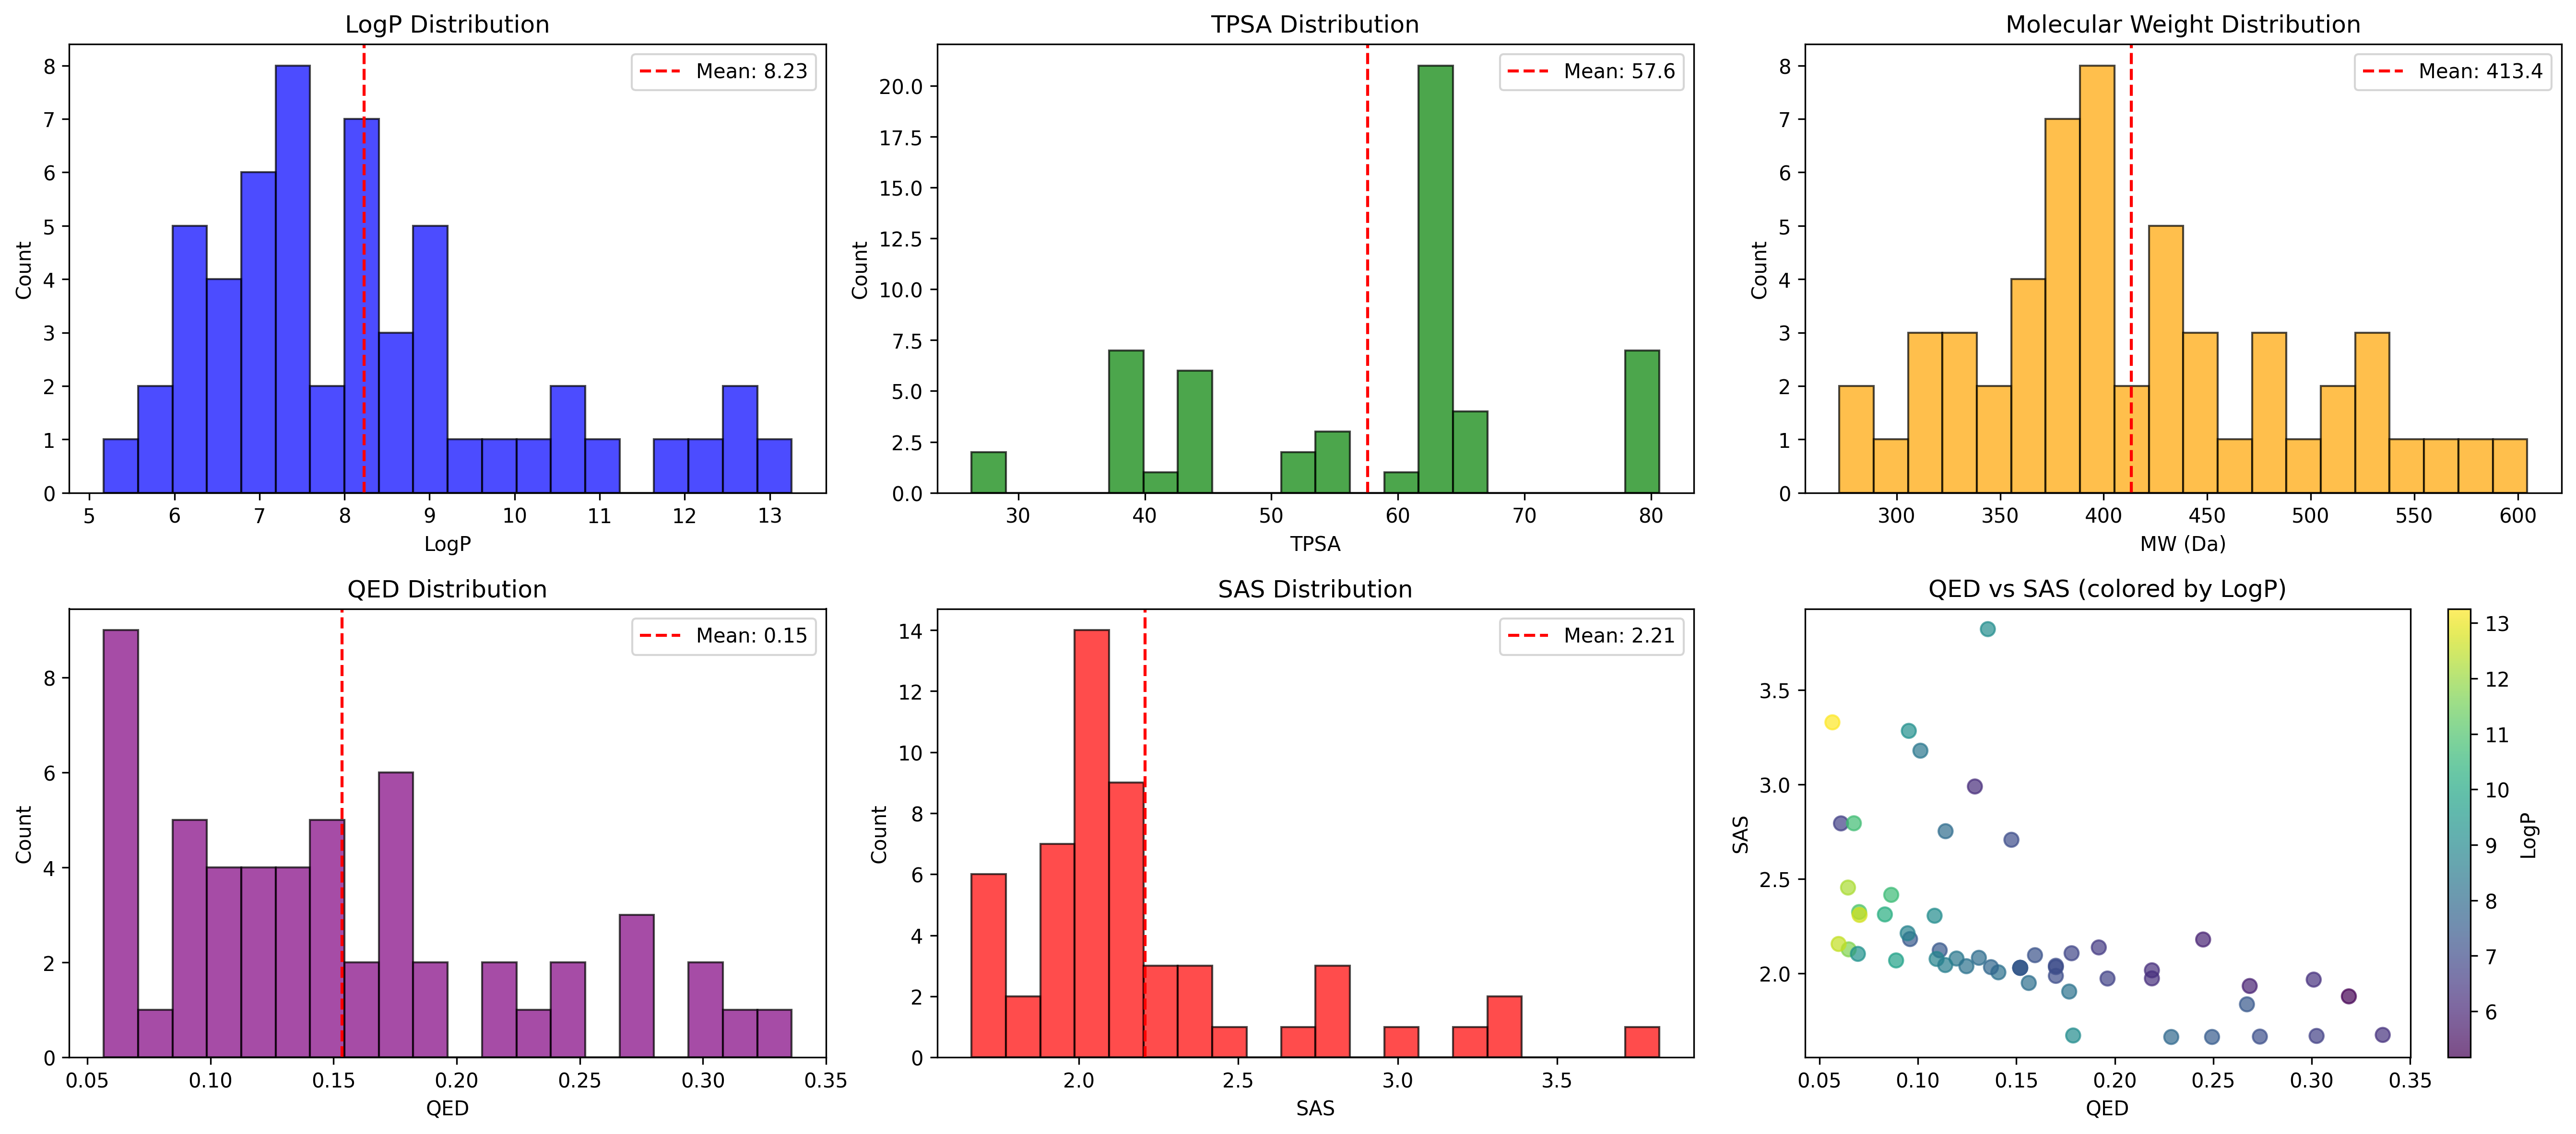 LogP Distribution
8
7
6
5
4
3
2
1
0
Count
Mean: 8.23
5 6 7 8 9 10 11 12 13
LogP
TPSA Distribution
20.0
17.5
15.0
12.5
10.0
7.5
5.0
2.5
0.0
Count
Mean: 57.6
30 40 50 60 70 80
TPSA
Molecular Weight Distribution
8
7
6
5
4
3
2
1
0
Count
Mean: 413.4
300 350 400 450 500 550 600
MW (Da)
QED Distribution
8
6
4
2
0
Count
Mean: 0.15
0.05 0.10 0.15 0.20 0.25 0.30 0.35
QED
SAS Distribution
14
12
10
8
6
4
2
0
Count
Mean: 2.21
2.0 2.5 3.0 3.5
SAS
QED vs SAS (colored by LogP)
3.5
3.0
2.5
2.0
SAS
0.05 0.10 0.15 0.20 0.25 0.30 0.35
QED
13
12
11
10
9
8
7
6
LogP